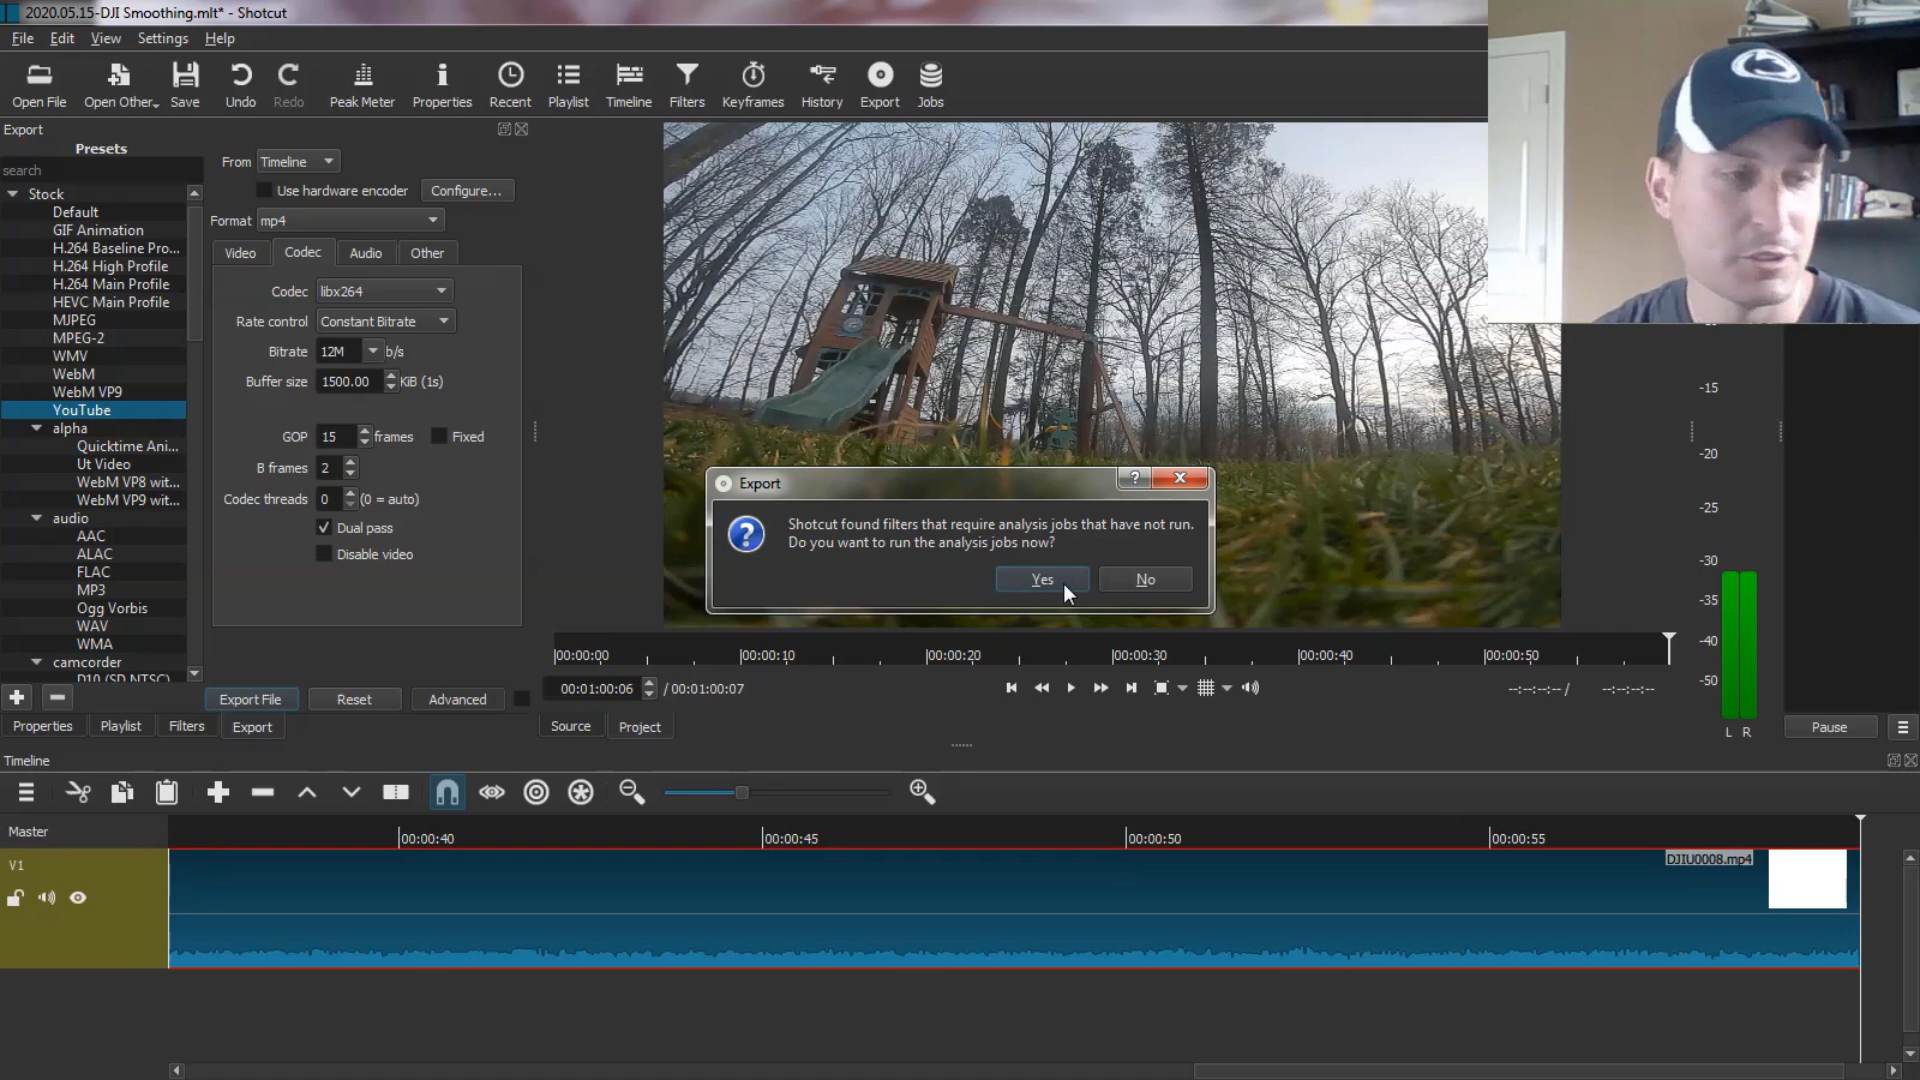 2020.05.15-DJI Smoothing.mlt* - Shotcut
File Edit View Settings Help
Open File Open Other... Save Undo Redo Peak Meter Properties Recent Playlist Timeline Filters Keyframes History Export Jobs
Export
Presets
search
Stock
Default
GIF Animation
H.264 Baseline Pro...
H.264 High Profile
H.264 Main Profile
HEVC Main Profile
MJPEG
MPEG-2
WMV
WebM
WebM VP9
YouTube
alpha
Quicktime Ani...
Ut Video
WebM VP8 wit...
WebM VP9 wit...
audio
AAC
ALAC
FLAC
MP3
Ogg Vorbis
WAV
WMA
camcorder
D10 (SD NTSC)
From Timeline
Use hardware encoder Configure...
Format mp4
Video Codec Audio Other
Codec libx264
Rate control Constant Bitrate
Bitrate 12M b/s
Buffer size 1500.00 KiB (1s)
GOP 15 frames Fixed
B frames 2
Codec threads 0 (0 = auto)
Dual pass
Disable video
Export File Reset Advanced
Properties Playlist Filters Export
Export
?
Shotcut found filters that require analysis jobs that have not run.
Do you want to run the analysis jobs now?
Yes No
00:00:00 00:00:10 00:00:20 00:00:30 00:00:40 00:00:50
00:01:00:06 / 00:01:00:07 --:--:--:-- / --:--:--:--
Source Project
-15
-20
-25
-30
-35
-40
-50
L R
Pause
Timeline
Master
00:00:40 00:00:45 00:00:50 00:00:55
V1
DJIU0008.mp4